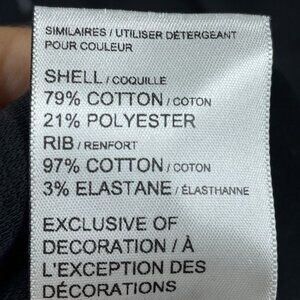 SIMILAIRES / UTILISER DÉTERGEANT
POUR COULEUR
SHELL / COQUILLE
79% COTTON / COTON
21% POLYESTER
RIB / RENFORT
97% COTTON / COTON
3% ELASTANE / ÉLASTHANNE
EXCLUSIVE OF
DECORATION / À
L'EXCEPTION DES
DÉCORATIONS